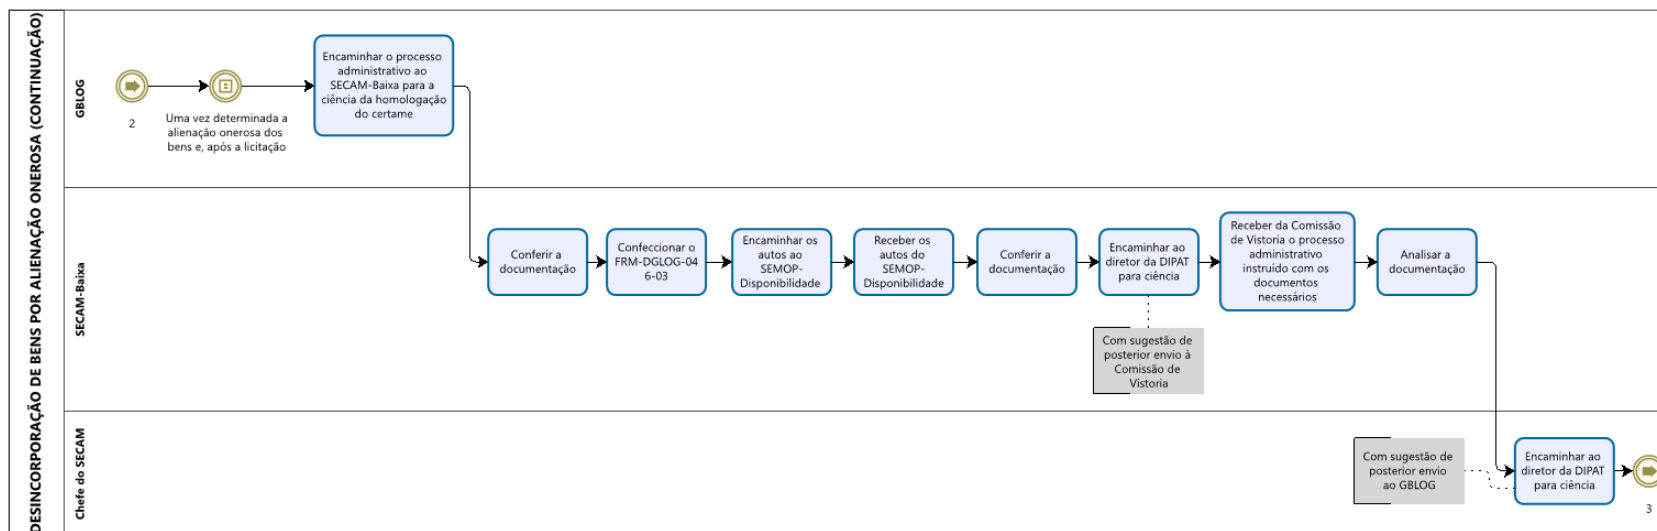 DESINCORPORAÇÃO DE BENS POR ALIENAÇÃO ONEROSA (CONTINUAÇÃO)
GBLOG
2
Uma vez determinada a
alienação onerosa dos
bens e, após a licitação
Encaminhar o processo
administrativo ao
SECAM-Baixa para a
ciência da homologação
do certame
SECAM-Baixa
Conferir a
documentação
Confeccionar o
FRM-DGLOG-04
6-03
Encaminhar os
autos ao
SEMOP-
Disponibilidade
Receber os
autos do
SEMOP-
Disponibilidade
Conferir a
documentação
Encaminhar ao
diretor da DIPAT
para ciência
Com sugestão de
posterior envio à
Comissão de
Vistoria
Receber da Comissão
de Vistoria o processo
administrativo
instruído com os
documentos
necessários
Analisar a
documentação
Chefe do SECAM
Com sugestão de
posterior envio
ao GBLOG
Encaminhar ao
diretor da DIPAT
para ciência
3